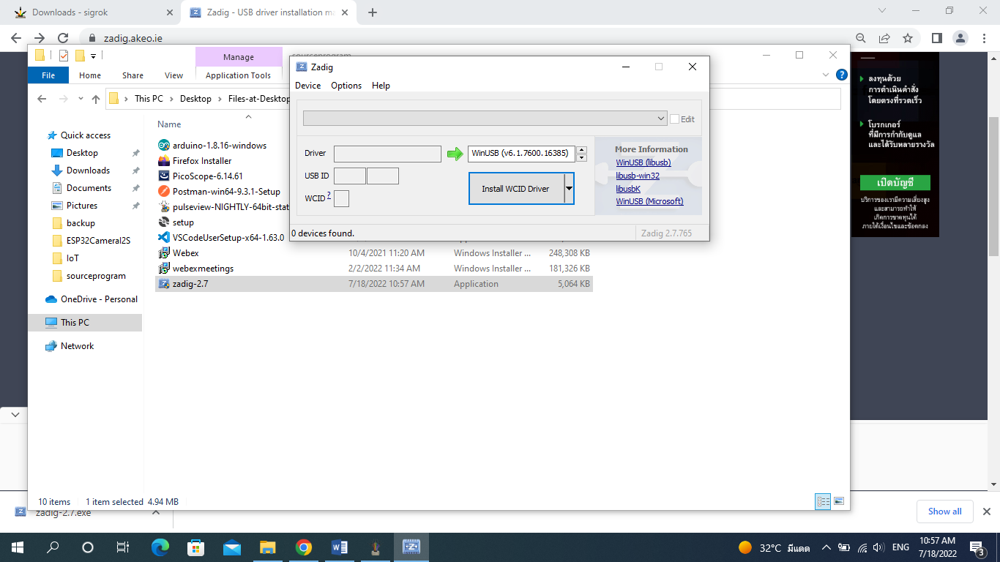 Downloads - sigrok
Zadig - USB driver installation ma
zadig.akeo.ie
Manage
sourceprogram
File
Home
Share
View
Application Tools
This PC
Desktop
Files-at-Desktop
Name
Quick access
Desktop
Downloads
Documents
Pictures
backup
ESP32CameraI2S
IoT
sourceprogram
OneDrive - Personal
This PC
Network
arduino-1.8.16-windows
Firefox Installer
PicoScope-6.14.61
Postman-win64-9.3.1-Setup
pulseview-NIGHTLY-64bit-stat
setup
VSCodeUserSetup-x64-1.63.0
Webex 10/4/2021 11:20 AM Windows Installer ... 248,308 KB
webexmeetings 2/2/2022 11:34 AM Windows Installer ... 181,326 KB
zadig-2.7 7/18/2022 10:57 AM Application 5,064 KB
10 items 1 item selected 4.94 MB
Zadig
Device Options Help
Edit
Driver
WinUSB (v6.1.7600.16385)
USB ID
WCID ?
Install WCID Driver
More Information
WinUSB (libusb)
libusb-win32
libusbK
WinUSB (Microsoft)
0 devices found.
Zadig 2.7.765
ลงทุนด้วย
การดำเนินคำสั่ง
โดยตรงที่รวดเร็ว
โบรกเกอร์
ที่มีการกำกับดูแล
และได้รับหลายรางวัล
เปิดบัญชี
บริการของเรามีความเสี่ยงสูง
และสามารถทำให้
เกิดการขาดทุนได้
ภายใต้เงื่อนไขและข้อตกลง
zadig-2.7.exe
Show all
32°C มีแดด
ENG
10:57 AM
7/18/2022
3